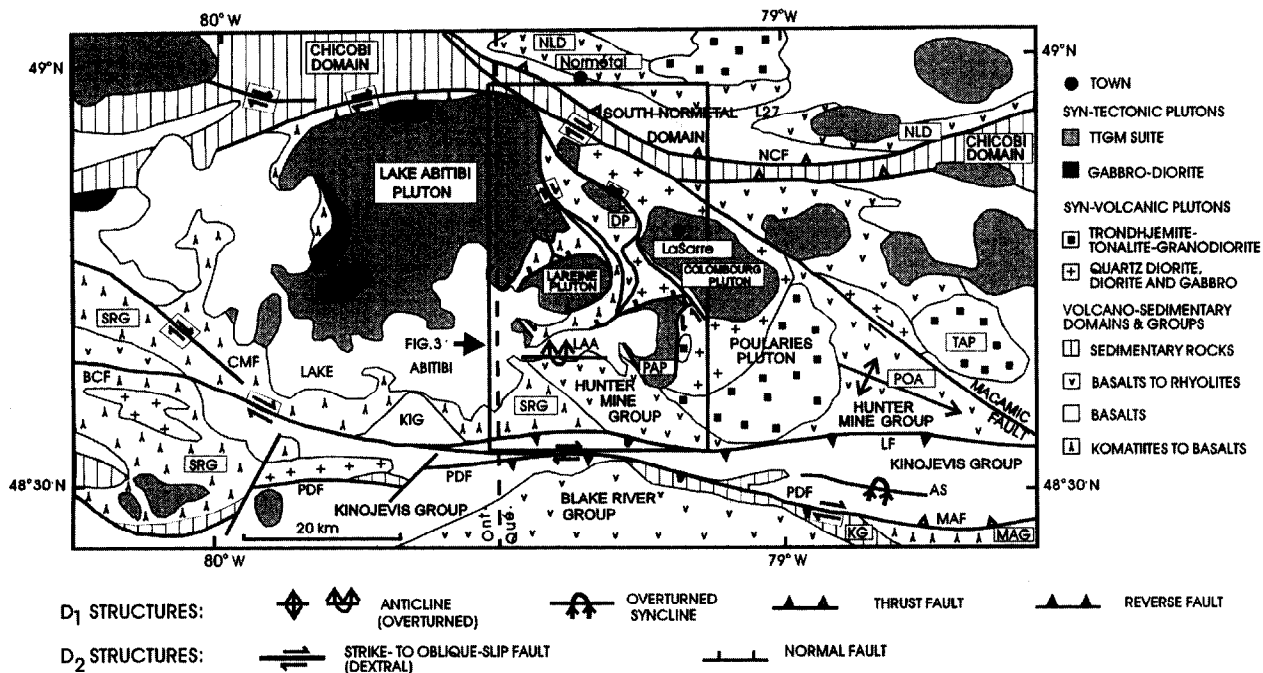 80° W
79° W
49° N
49° N
CHICOBI
DOMAIN
NLD
Normétal
SOUTH NORMETAL
DOMAIN
L27
NLD
CHICOBI
DOMAIN
NCF
LAKE ABITIBI
PLUTON
DP
LaSarre
COLOMBOURG
PLUTON
LAREINE
PLUTON
SRG
CMF
BCF
LAKE
ABITIBI
FIG.3
LAA
PAP
POULARIES
PLUTON
TAP
POA
MACAMIC
FAULT
HUNTER
MINE
GROUP
HUNTER
MINE GROUP
SRG
KIG
LF
KINOJEVIS GROUP
SRG
PDF
PDF
PDF
AS
48° 30'
48° 30' N
KINOJEVIS GROUP
BLAKE RIVER
GROUP
MAF
KG
MAG
20 km
Ont.
Que.
80° W
79° W
TOWN
SYN-TECTONIC PLUTONS
TTGM SUITE
GABBRO-DIORITE
SYN-VOLCANIC PLUTONS
TRONDHJEMITE-
TONALITE-GRANODIORITE
QUARTZ DIORITE,
DIORITE AND GABBRO
VOLCANO-SEDIMENTARY
DOMAINS & GROUPS
SEDIMENTARY ROCKS
BASALTS TO RHYOLITES
BASALTS
KOMATIITES TO BASALTS
D1 STRUCTURES:
ANTICLINE
(OVERTURNED)
OVERTURNED
SYNCLINE
THRUST FAULT
REVERSE FAULT
D2 STRUCTURES:
STRIKE- TO OBLIQUE-SLIP FAULT
(DEXTRAL)
NORMAL FAULT